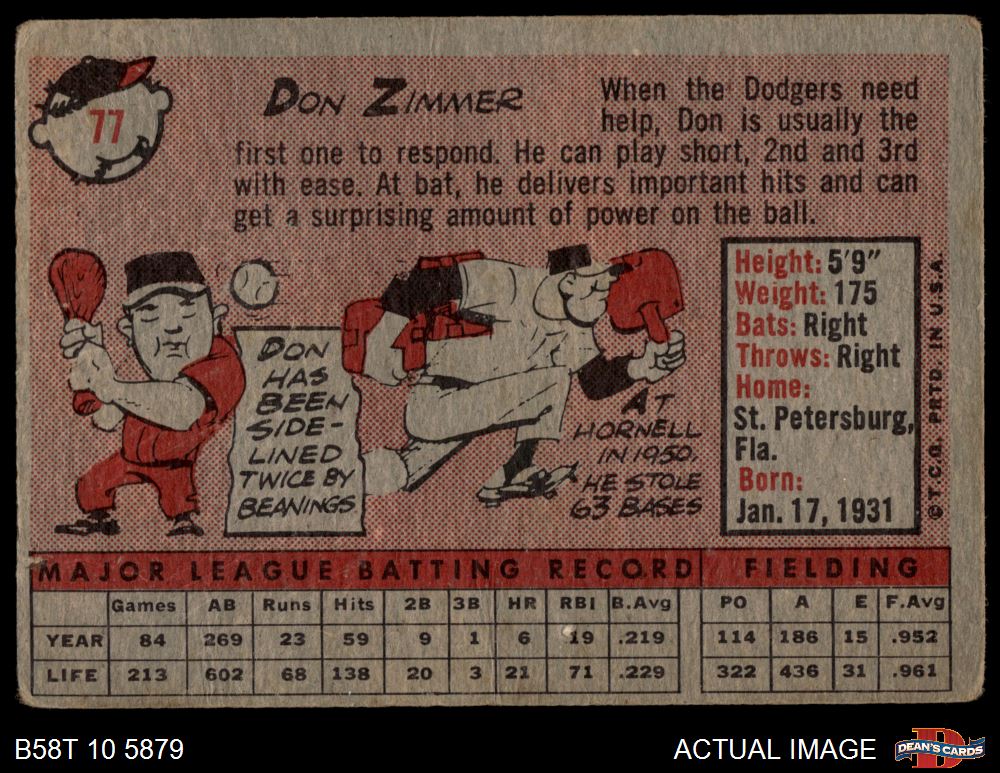 77
DON ZIMMER
When the Dodgers need
help, Don is usually the
first one to respond. He can play short, 2nd and 3rd
with ease. At bat, he delivers important hits and can
get a surprising amount of power on the ball.
DON
HAS
BEEN
SIDE-
LINED
TWICE BY
BEANINGS
AT
HORNELL
IN 1950,
HE STOLE
63 BASES
Height: 5'9"
Weight: 175
Bats: Right
Throws: Right
Home:
St. Petersburg,
Fla.
Born:
Jan. 17, 1931
©T.C.G. PRTD. IN U.S.A.
MAJOR LEAGUE BATTING RECORD FIELDING
Games AB Runs Hits 2B 3B HR RBI B.Avg PO A E F.Avg
YEAR 84 269 23 59 9 1 6 19 .219 114 186 15 .952
LIFE 213 602 68 138 20 3 21 71 .229 322 436 31 .961
B58T 10 5879
ACTUAL IMAGE
D
DEAN'S CARDS